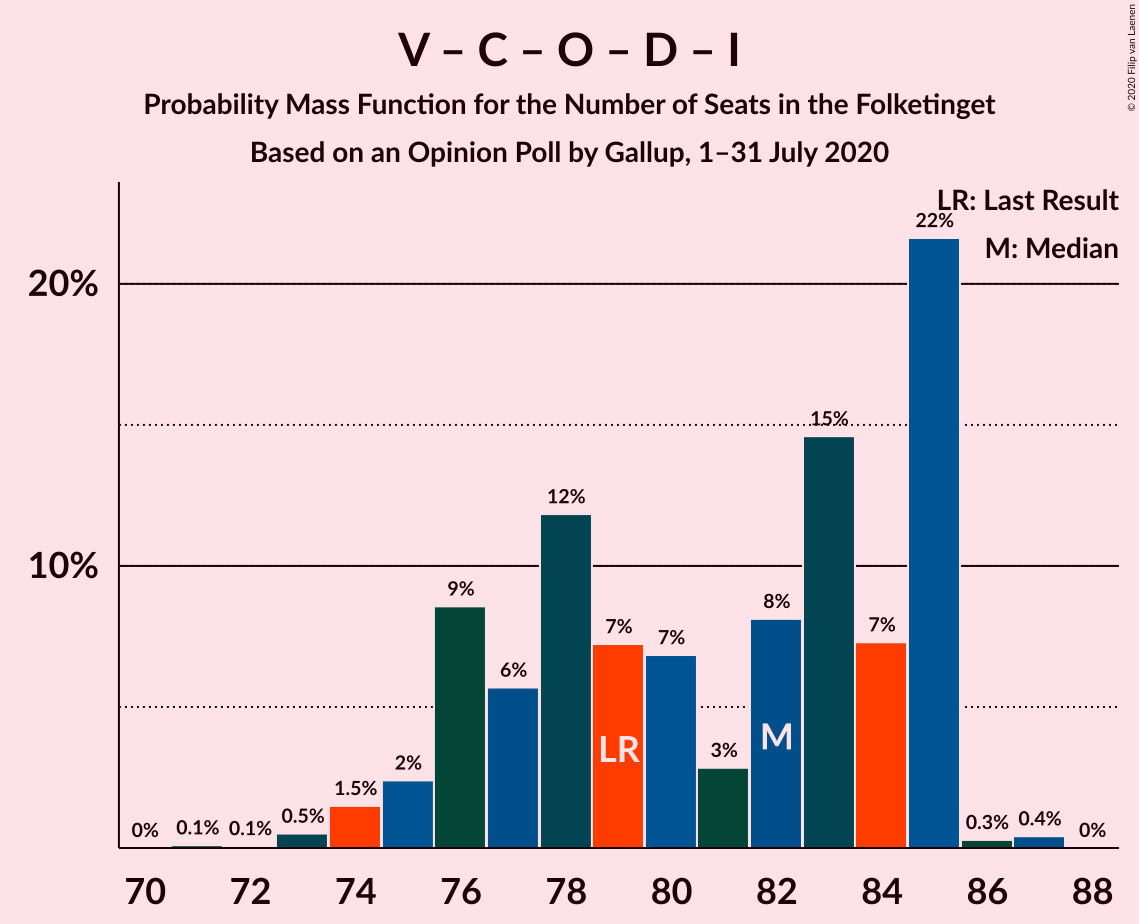 V – C – O – D – I
Probability Mass Function for the Number of Seats in the Folketinget
Based on an Opinion Poll by Gallup, 1–31 July 2020
© 2020 Filip van Laenen
LR: Last Result
M: Median
20%
10%
0%
0.1%
0.1%
0.5%
1.5%
2%
9%
6%
12%
7%
7%
3%
8%
15%
7%
22%
0.3%
0.4%
0%
LR
M
70 72 74 76 78 80 82 84 86 88